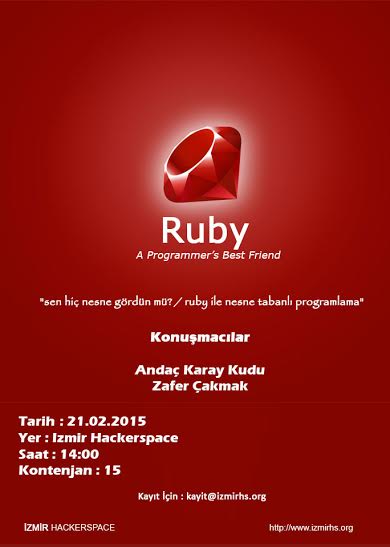 Ruby
A Programmer's Best Friend
"sen hiç nesne gördün mü? / ruby ile nesne tabanlı programlama"
Konuşmacılar
Andaç Karay Kudu
Zafer Çakmak
Tarih : 21.02.2015
Yer : Izmir Hackerspace
Saat : 14:00
Kontenjan : 15
Kayıt İçin : kayit@izmirhs.org
İZMİR HACKERSPACE
http://www.izmirhs.org